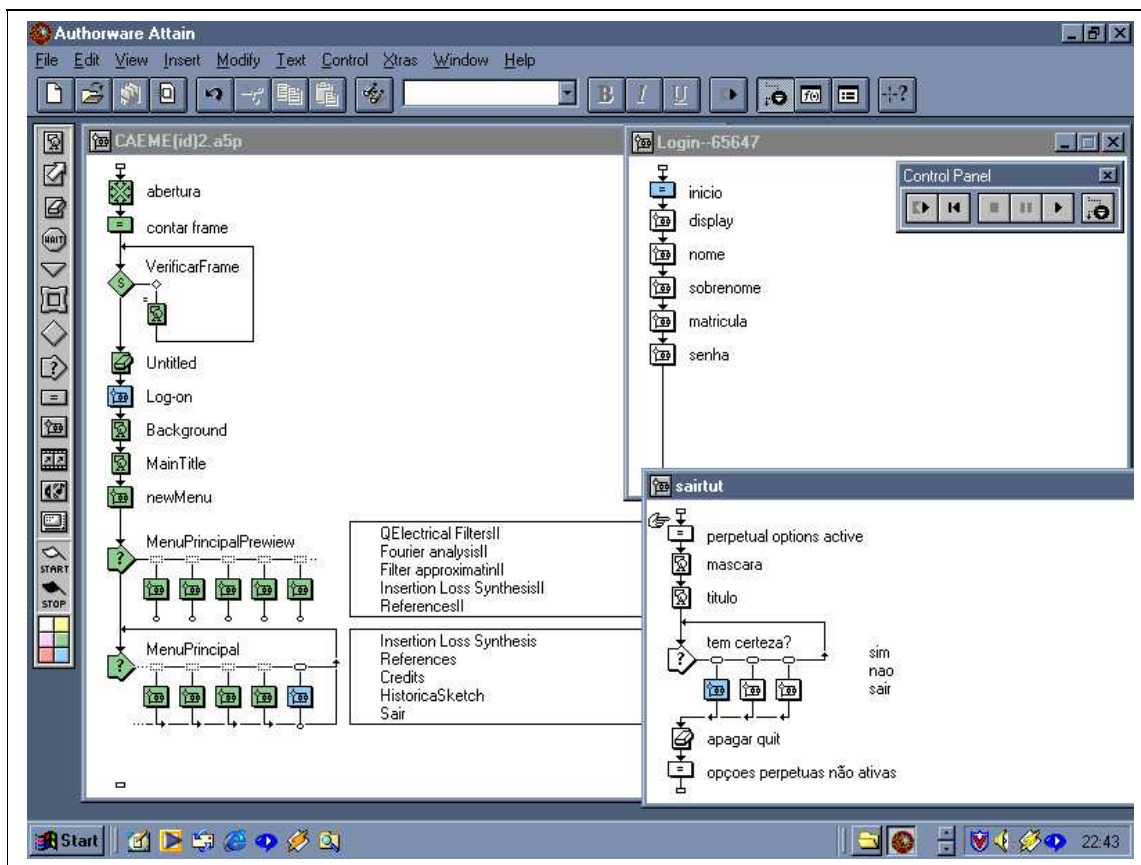 Authorware Attain
File Edit View Insert Modify Text Control Xtras Window Help
B I U
CAEME(id)2.a5p
abertura
contar frame
VerificarFrame
S
Untitled
Log-on
Background
MainTitle
newMenu
MenuPrincipalPrewiew
QElectrical FiltersII
Fourier analysisII
Filter approximatinII
Insertion Loss SynthesisII
ReferencesII
MenuPrincipal
Insertion Loss Synthesis
References
Credits
HistoricaSketch
Sair
WAIT
START
STOP
Login--65647
inicio
display
nome
sobrenome
matricula
senha
Control Panel
sairtut
perpetual options active
mascara
titulo
tem certeza?
sim
nao
sair
apagar quit
opçoes perpetuas não ativas
Start
22:43